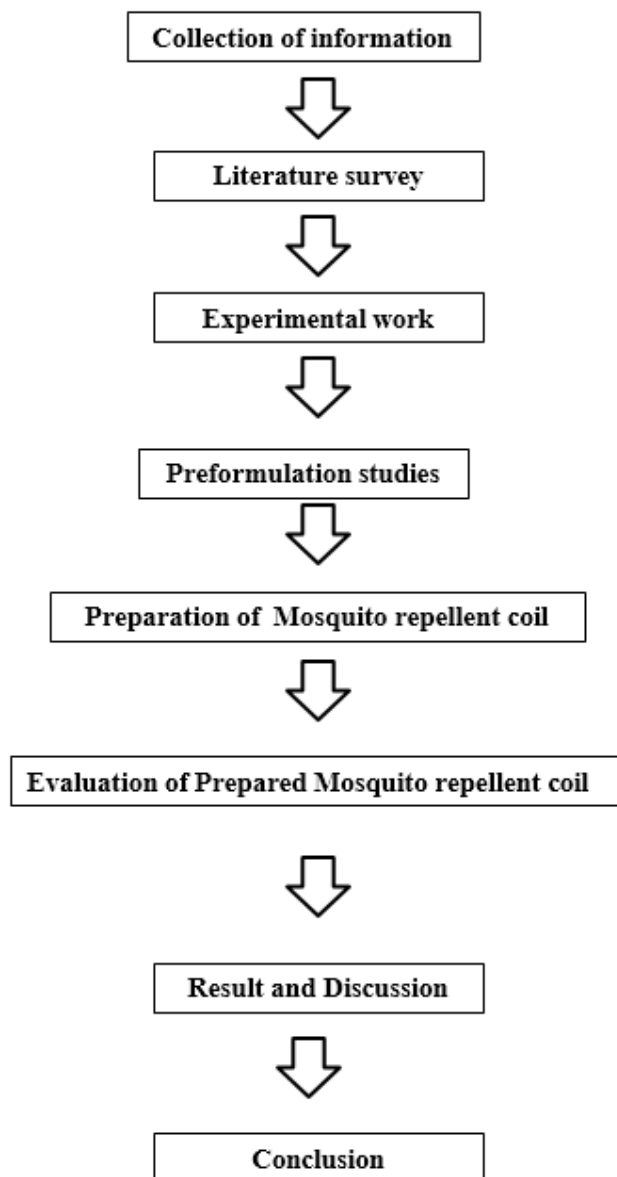 Collection of information
Literature survey
Experimental work
Preformulation studies
Preparation of Mosquito repellent coil
Evaluation of Prepared Mosquito repellent coil
Result and Discussion
Conclusion